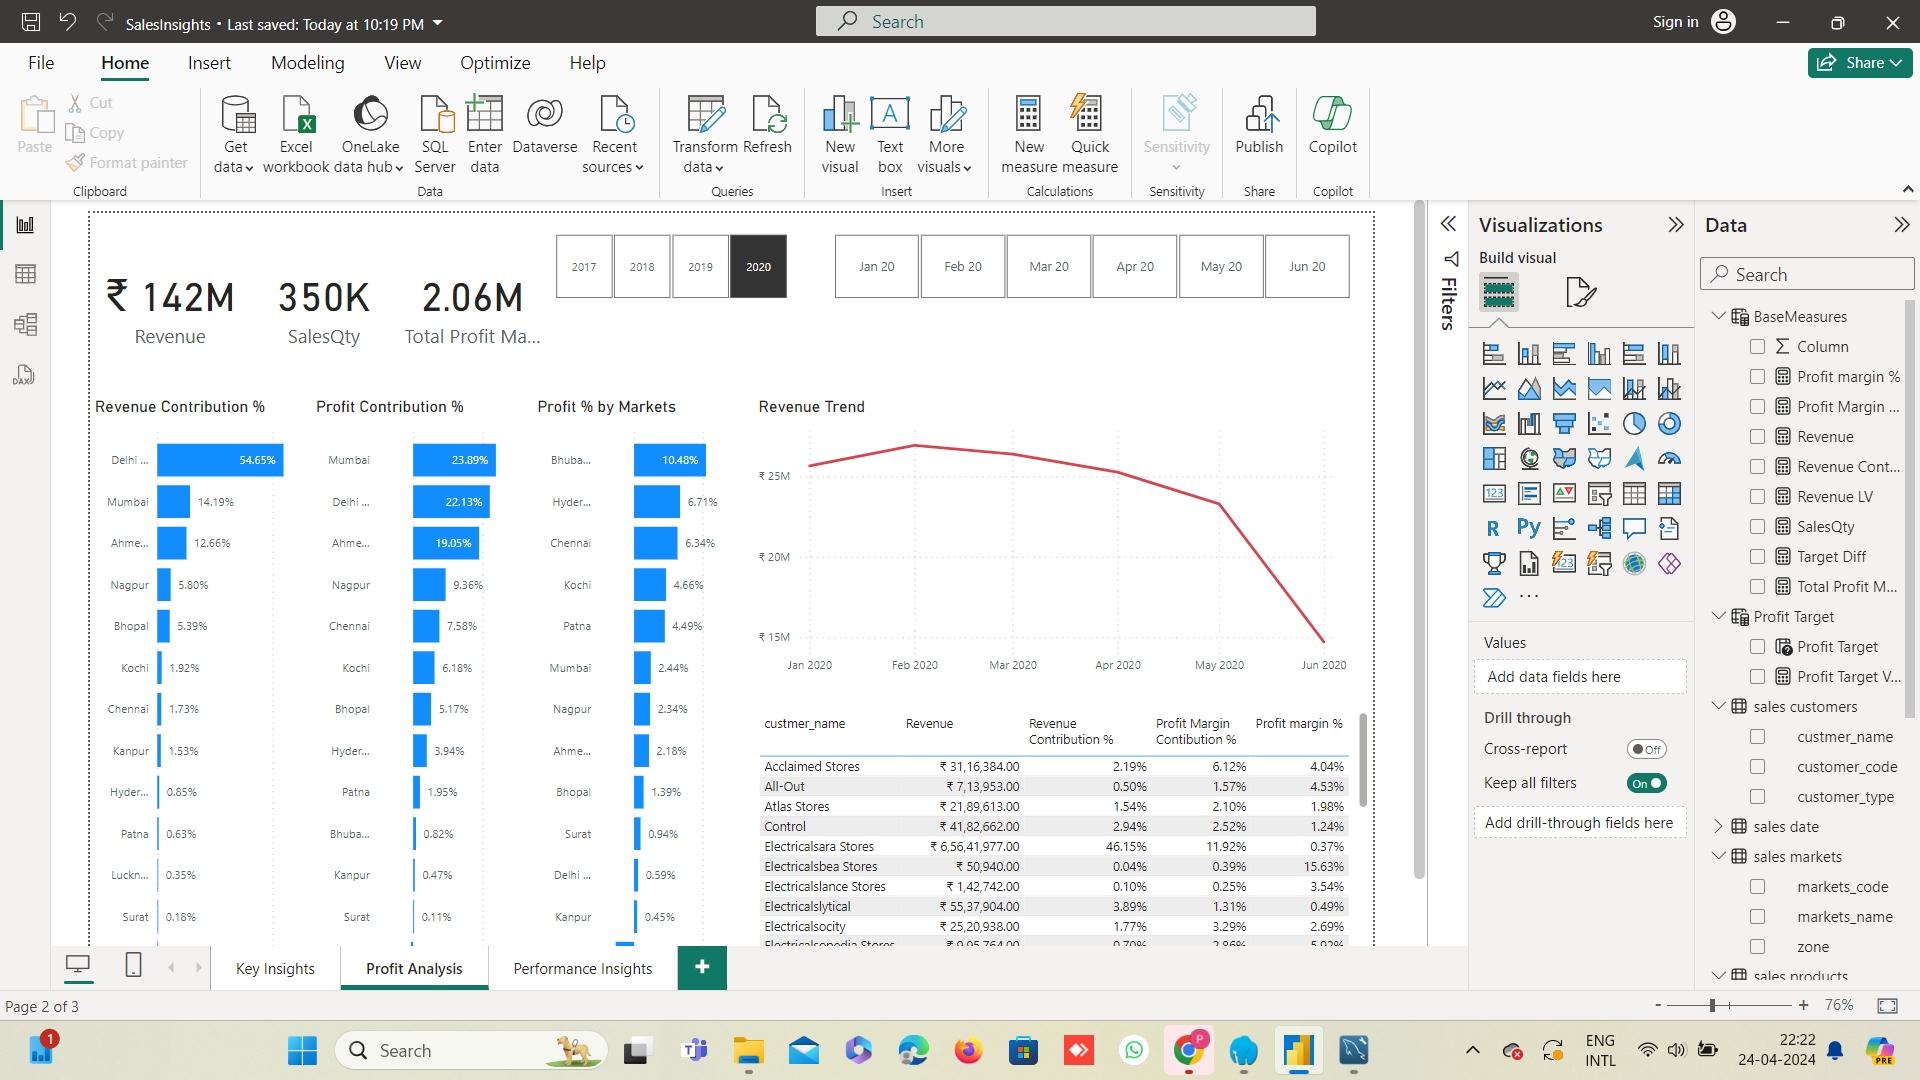 SalesInsights • Last saved: Today at 10:19 PM
Search
Sign in
File
Home
Insert
Modeling
View
Optimize
Help
Share
Paste
Cut
Copy
Format painter
Clipboard
Get data
Excel workbook
OneLake data hub
SQL Server
Enter data
Dataverse
Recent sources
Data
Transform data
Refresh
Queries
New visual
Text box
More visuals
Insert
New measure
Quick measure
Calculations
Sensitivity
Sensitivity
Publish
Share
Copilot
Copilot
DAX
₹ 142M
Revenue
350K
SalesQty
2.06M
Total Profit Ma...
2017
2018
2019
2020
Jan 20
Feb 20
Mar 20
Apr 20
May 20
Jun 20
Revenue Contribution %
Delhi ... 54.65%
Mumbai 14.19%
Ahme... 12.66%
Nagpur 5.80%
Bhopal 5.39%
Kochi 1.92%
Chennai 1.73%
Kanpur 1.53%
Hyder... 0.85%
Patna 0.63%
Luckn... 0.35%
Surat 0.18%
Profit Contribution %
Mumbai 23.89%
Delhi ... 22.13%
Ahme... 19.05%
Nagpur 9.36%
Chennai 7.58%
Kochi 6.18%
Bhopal 5.17%
Hyder... 3.94%
Patna 1.95%
Bhuba... 0.82%
Kanpur 0.47%
Surat 0.11%
Profit % by Markets
Bhuba... 10.48%
Hyder... 6.71%
Chennai 6.34%
Kochi 4.66%
Patna 4.49%
Mumbai 2.44%
Nagpur 2.34%
Ahme... 2.18%
Bhopal 1.39%
Surat 0.94%
Delhi ... 0.59%
Kanpur 0.45%
Revenue Trend
₹ 25M
₹ 20M
₹ 15M
Jan 2020
Feb 2020
Mar 2020
Apr 2020
May 2020
Jun 2020
custmer_name Revenue Revenue Contribution % Profit Margin Contibution % Profit margin %
Acclaimed Stores ₹ 31,16,384.00 2.19% 6.12% 4.04%
All-Out ₹ 7,13,953.00 0.50% 1.57% 4.53%
Atlas Stores ₹ 21,89,613.00 1.54% 2.10% 1.98%
Control ₹ 41,82,662.00 2.94% 2.52% 1.24%
Electricalsara Stores ₹ 6,56,41,977.00 46.15% 11.92% 0.37%
Electricalsbea Stores ₹ 50,940.00 0.04% 0.39% 15.63%
Electricalslance Stores ₹ 1,42,742.00 0.10% 0.25% 3.54%
Electricalslytical ₹ 55,37,904.00 3.89% 1.31% 0.49%
Electricalsocity ₹ 25,20,938.00 1.77% 3.29% 2.69%
Electricalsopedia Stores ₹ 9,95,764.00 0.70% 2.86% 5.92%
Filters
Visualizations
Build visual
123
R
Py
123
Values
Add data fields here
Drill through
Cross-report
Off
Keep all filters
On
Add drill-through fields here
Data
Search
BaseMeasures
Column
Profit margin %
Profit Margin ...
Revenue
Revenue Cont...
Revenue LV
SalesQty
Target Diff
Total Profit M...
Profit Target
Profit Target
Profit Target V...
sales customers
custmer_name
customer_code
customer_type
sales date
sales markets
markets_code
markets_name
zone
sales products
Key Insights
Profit Analysis
Performance Insights
+
Page 2 of 3
- + 76%
1
Search
P
ENG
INTL
22:22
24-04-2024
PRE